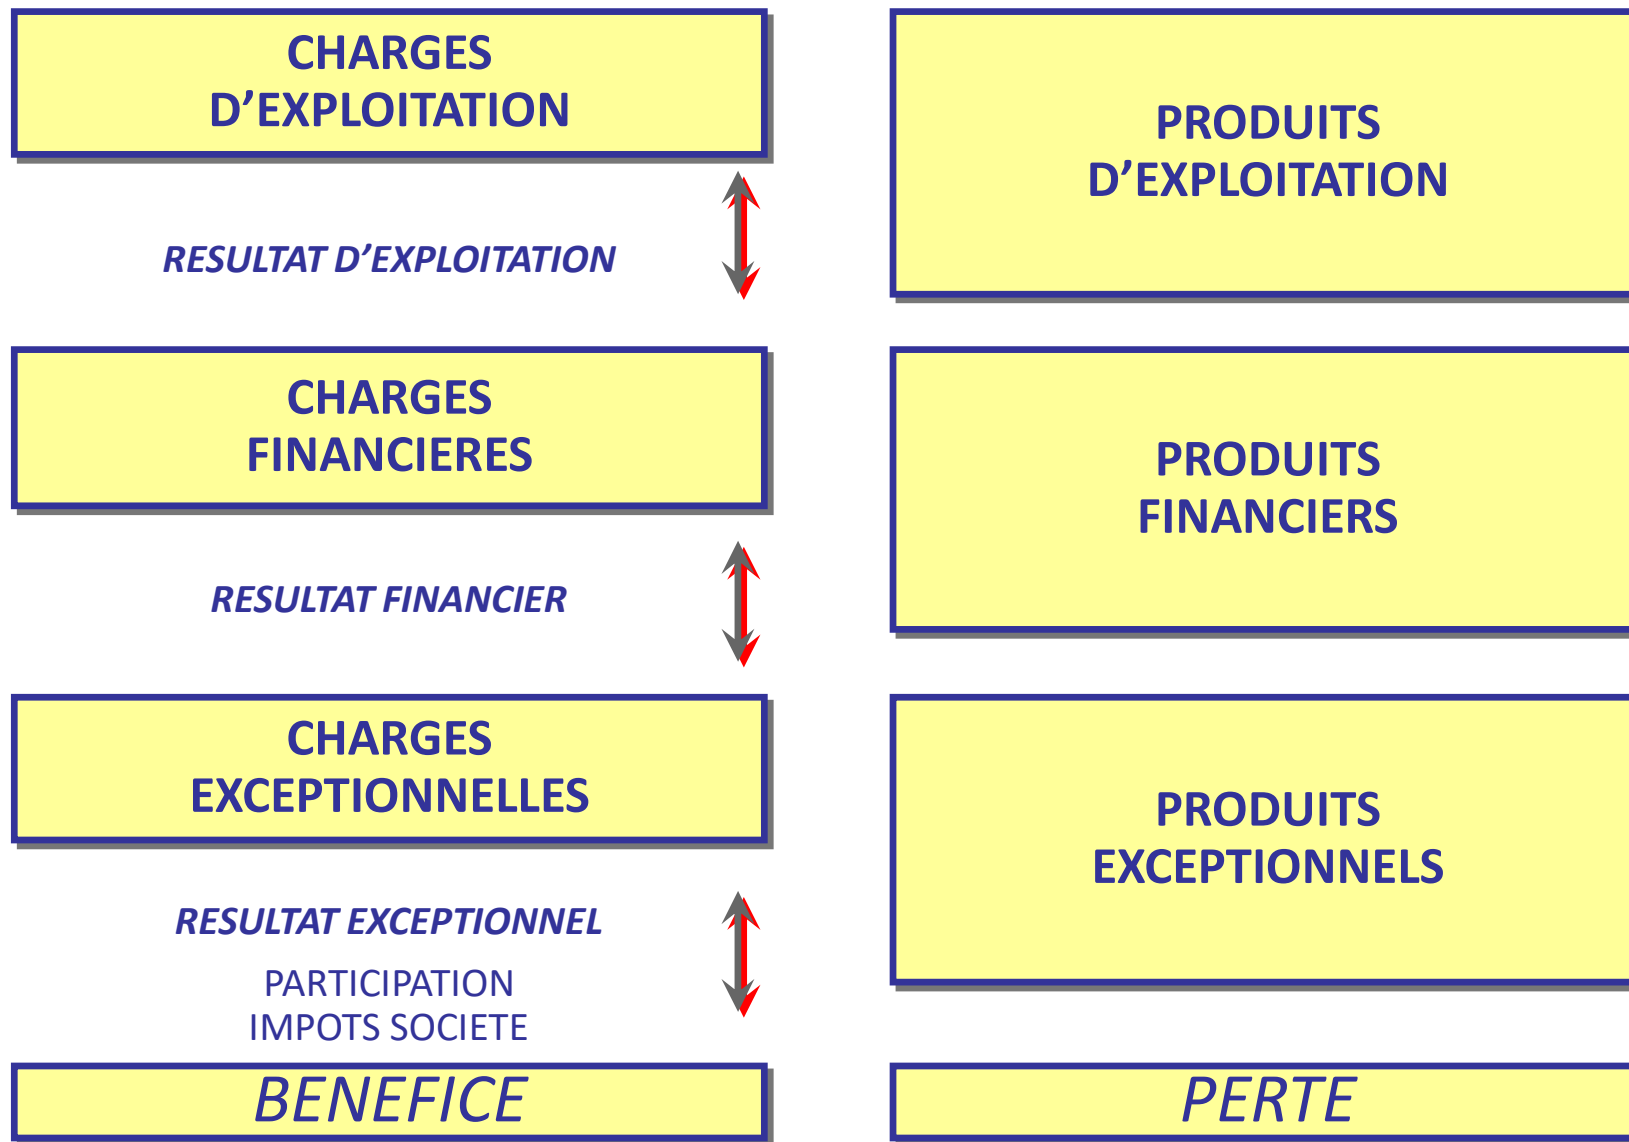 CHARGES
D’EXPLOITATION
RESULTAT D’EXPLOITATION
CHARGES
FINANCIERES
RESULTAT FINANCIER
CHARGES
EXCEPTIONNELLES
RESULTAT EXCEPTIONNEL
PARTICIPATION
IMPOTS SOCIETE
BENEFICE
PRODUITS
D’EXPLOITATION
PRODUITS
FINANCIERS
PRODUITS
EXCEPTIONNELS
PERTE